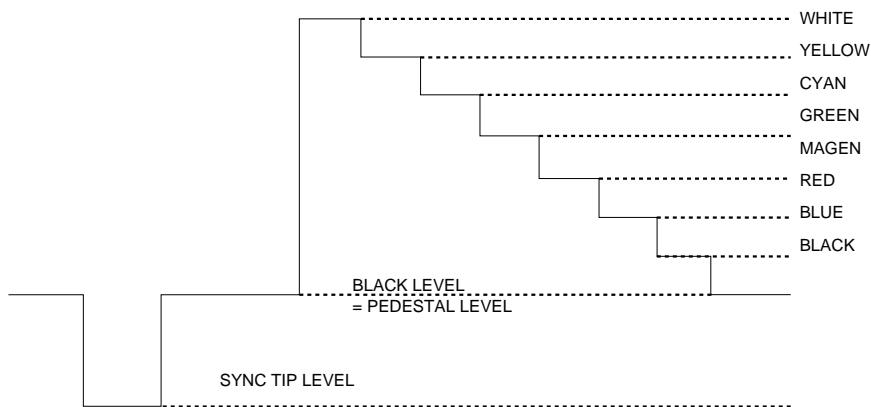 WHITE
YELLOW
CYAN
GREEN
MAGEN
RED
BLUE
BLACK
BLACK LEVEL
= PEDESTAL LEVEL
SYNC TIP LEVEL